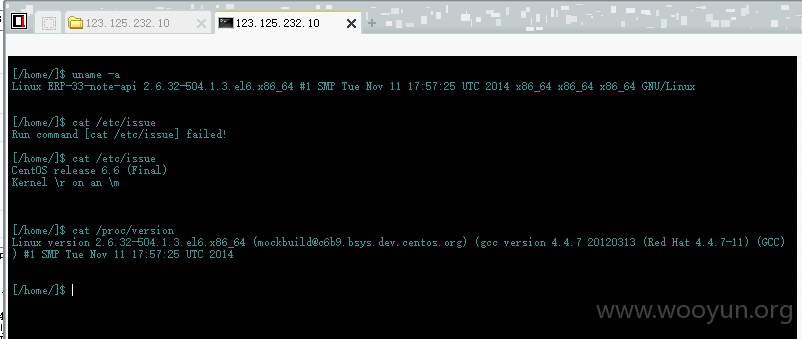 123.125.232.10
123.125.232.10
[/home/]$ uname -a
Linux ERP-33-note-api 2.6.32-504.1.3.el6.x86_64 #1 SMP Tue Nov 11 17:57:25 UTC 2014 x86_64 x86_64 x86_64 GNU/Linux
[/home/]$ cat /etc/issue
Run command [cat /etc/issue] failed!
[/home/]$ cat /etc/issue
CentOS release 6.6 (Final)
Kernel \r on an \m
[/home/]$ cat /proc/version
Linux version 2.6.32-504.1.3.el6.x86_64 (mockbuild@c6b9.bsys.dev.centos.org) (gcc version 4.4.7 20120313 (Red Hat 4.4.7-11) (GCC)
) #1 SMP Tue Nov 11 17:57:25 UTC 2014
[/home/]$
www.wooyun.org